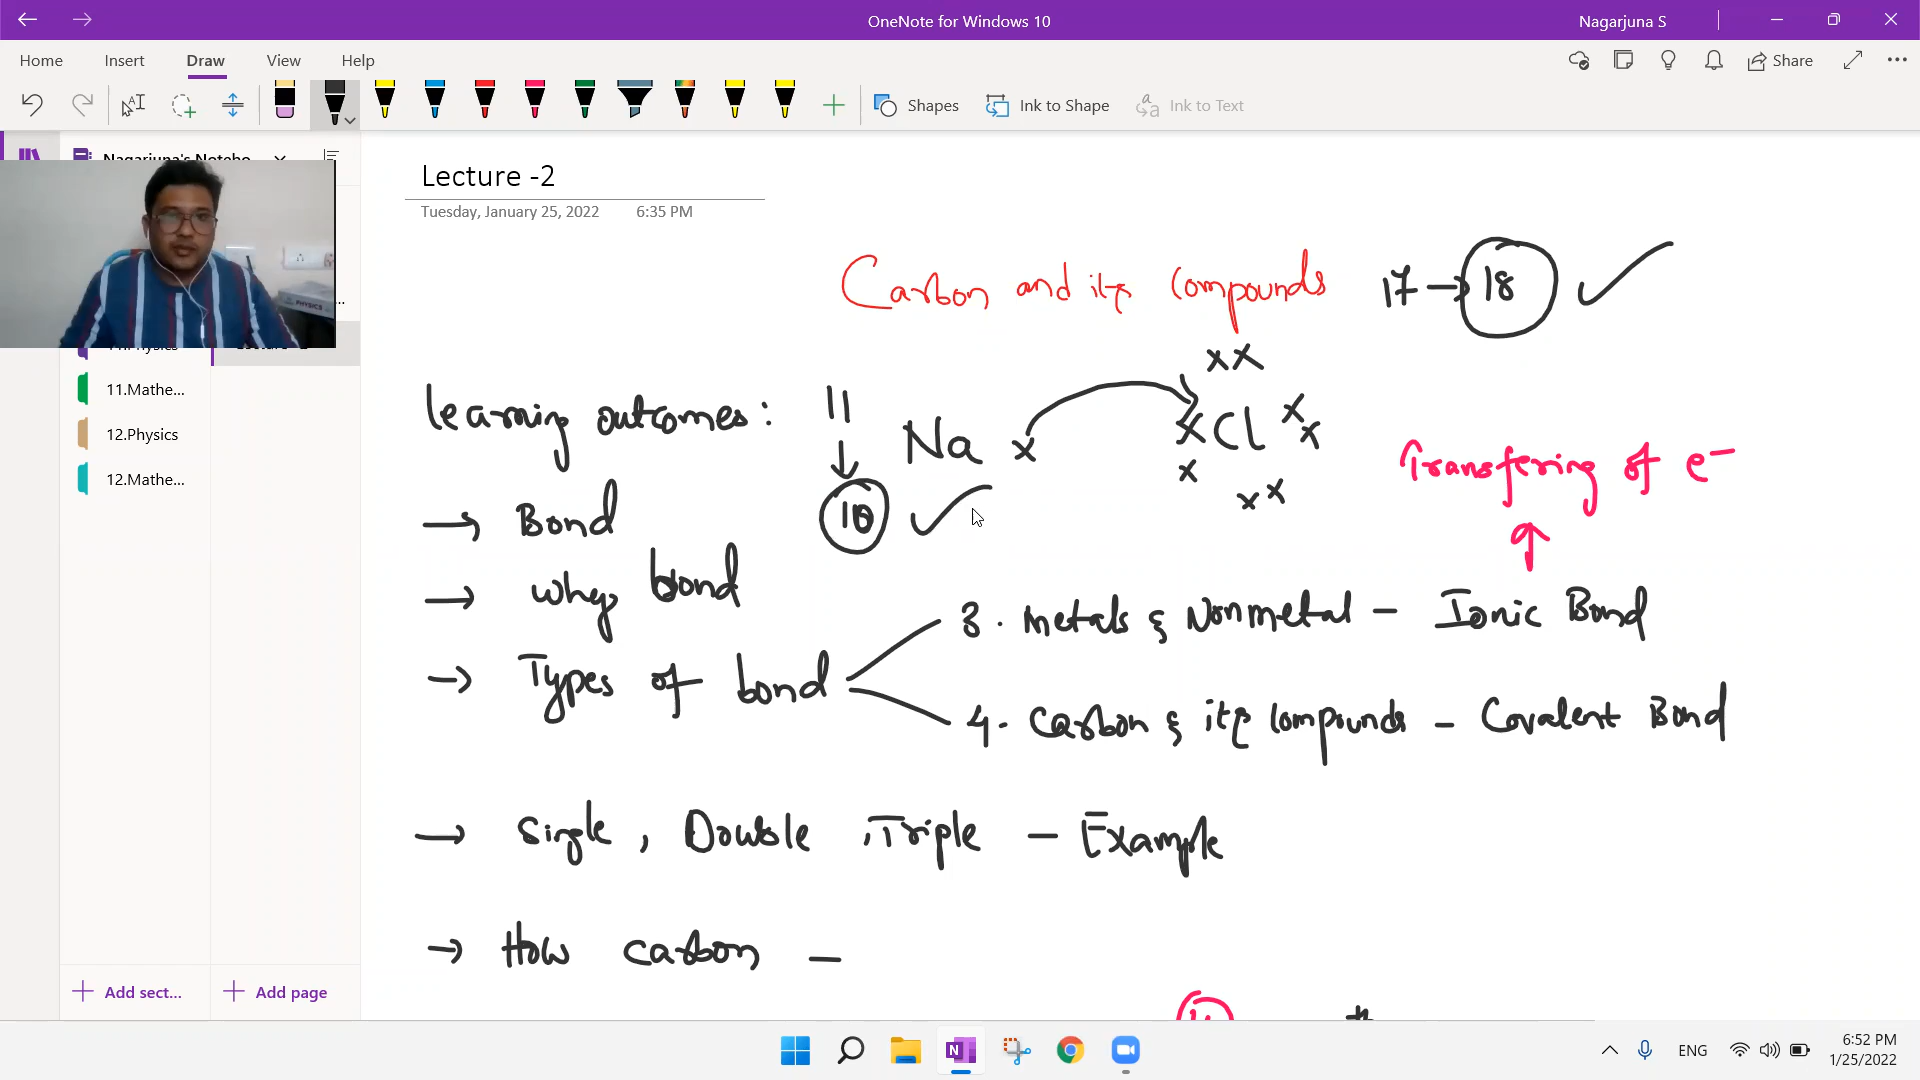 OneNote for Windows 10
Nagarjuna S
Home Insert Draw View Help
Share
Shapes Ink to Shape Ink to Text
Nagarjuna's Notebo
11.Mathe...
12.Physics
12.Mathe...
Add sect...
Add page
Lecture -2
Tuesday, January 25, 2022 6:35 PM
Carbon and its Compounds
17 → 18 ✓
learning outcomes:
11
↓
10 ✓
Na x
xx
x Cl x
x
x
x x
Transfering of e⁻
↑
→ Bond
→ why bond
→ Types of bond
3. Metals & Nonmetal - Ionic Bond
4. Carbon & its Compounds - Covalent Bond
→ Single, Double, Triple - Example
→ How carbon -
ENG
6:52 PM
1/25/2022